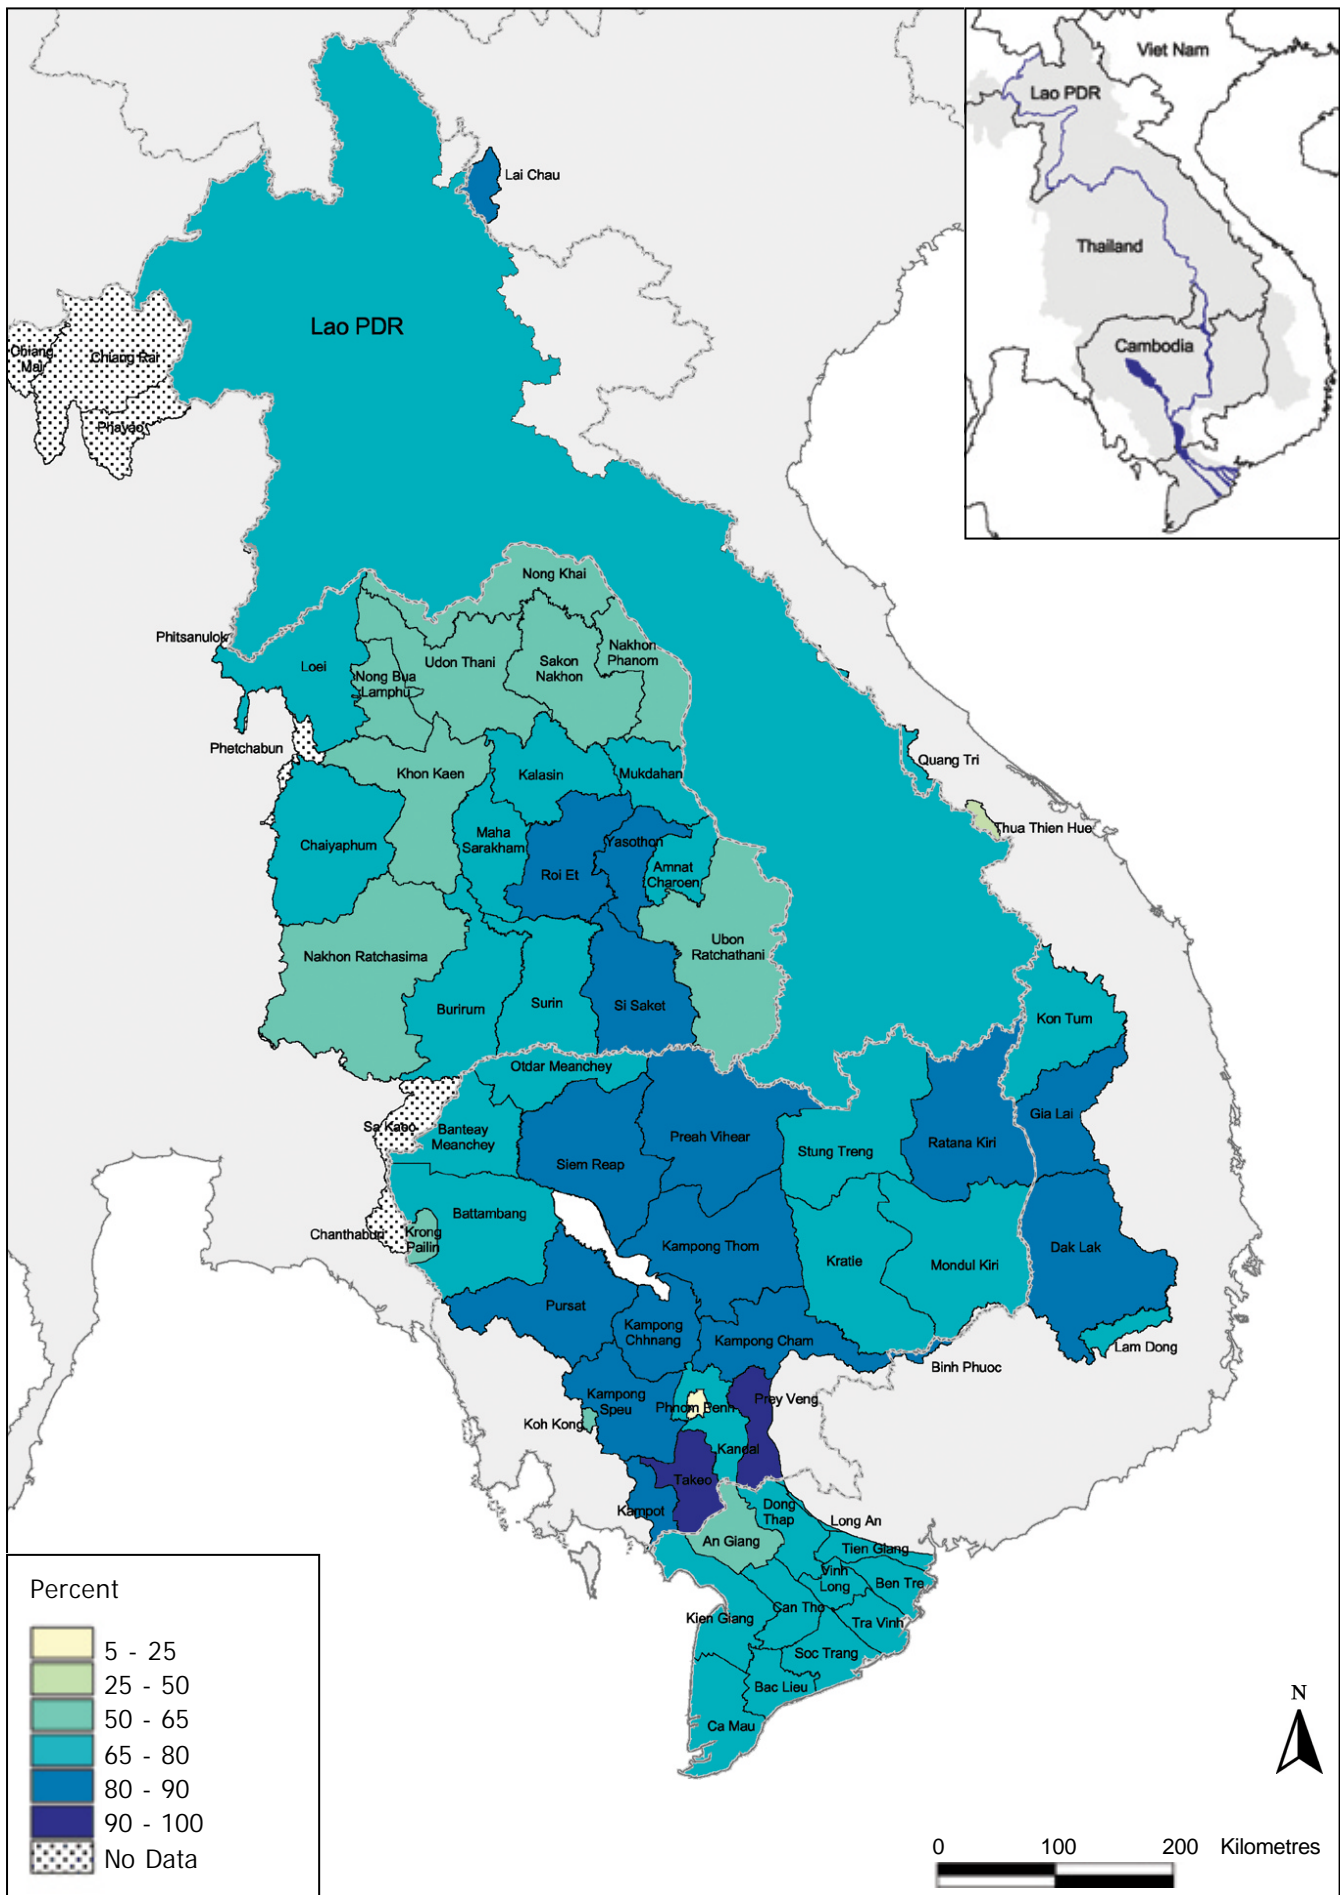 Viet Nam
Lao PDR
Thailand
Cambodia
Lai Chau
Lao PDR
Chiang
Mai
Chiang Rai
Phayao
Nong Khai
Phitsanulok
Loei
Nong Bua
Lamphu
Udon Thani
Sakon
Nakhon
Nakhon
Phanom
Phetchabun
Khon Kaen
Kalasin
Mukdahan
Quang Tri
Thua Thien Hue
Chaiyaphum
Maha
Sarakham
Roi Et
Yasothon
Amnat
Charoen
Nakhon Ratchasima
Ubon
Ratchathani
Burirum
Surin
Si Saket
Kon Tum
Otdar Meanchey
Sa Kaeo
Banteay
Meanchey
Siem Reap
Preah Vihear
Stung Treng
Ratana Kiri
Gia Lai
Chanthaburi
Krong
Pailin
Battambang
Kampong Thom
Kratie
Mondul Kiri
Dak Lak
Pursat
Kampong
Chhnang
Kampong Cham
Lam Dong
Binh Phuoc
Kampong
Speu
Phnom Penh
Prey Veng
Koh Kong
Kandal
Takeo
Kampot
Dong
Thap
Long An
An Giang
Tien Giang
Vinh
Long
Ben Tre
Can Tho
Kien Giang
Tra Vinh
Soc Trang
Bac Lieu
Ca Mau
Percent
5 - 25
25 - 50
50 - 65
65 - 80
80 - 90
90 - 100
No Data
N
0 100 200 Kilometres